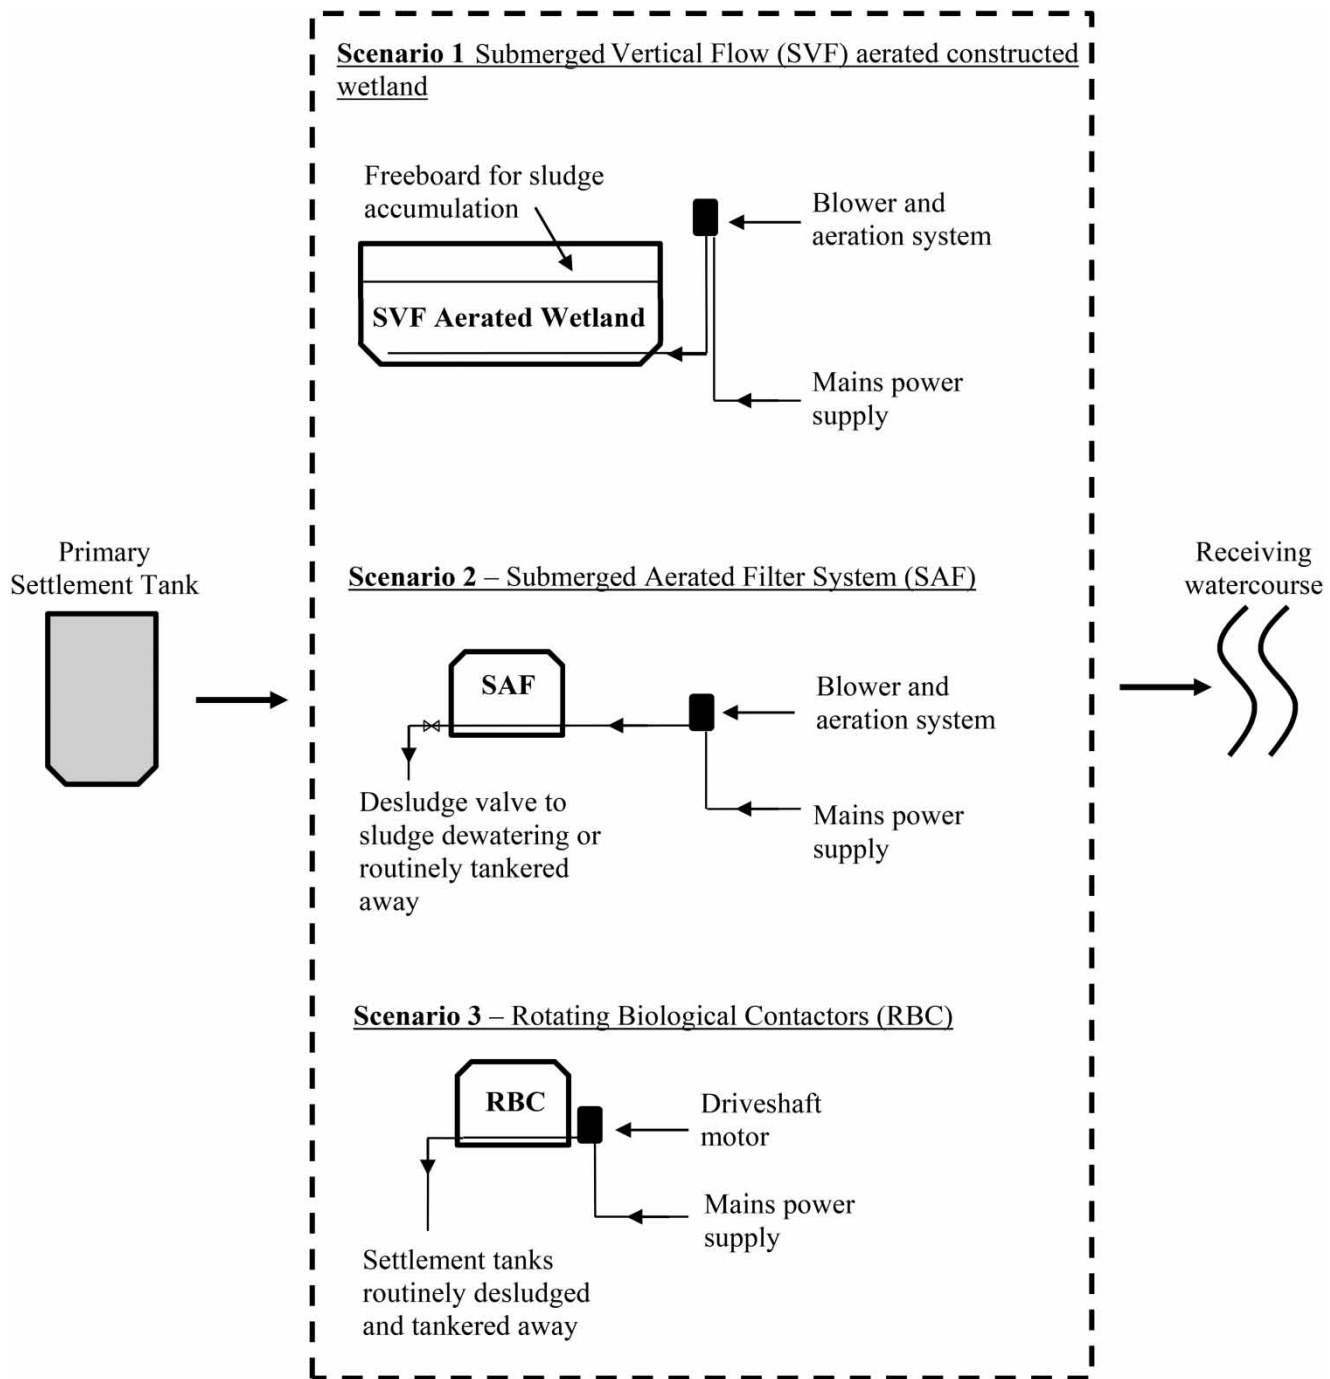 Scenario 1 Submerged Vertical Flow (SVF) aerated constructed
wetland
Freeboard for sludge
accumulation
Blower and
aeration system
SVF Aerated Wetland
Mains power
supply
Primary
Settlement Tank
Receiving
watercourse
Scenario 2 – Submerged Aerated Filter System (SAF)
SAF
Blower and
aeration system
Desludge valve to
sludge dewatering or
routinely tankered
away
Mains power
supply
Scenario 3 – Rotating Biological Contactors (RBC)
RBC
Driveshaft
motor
Mains power
supply
Settlement tanks
routinely desludged
and tankered away